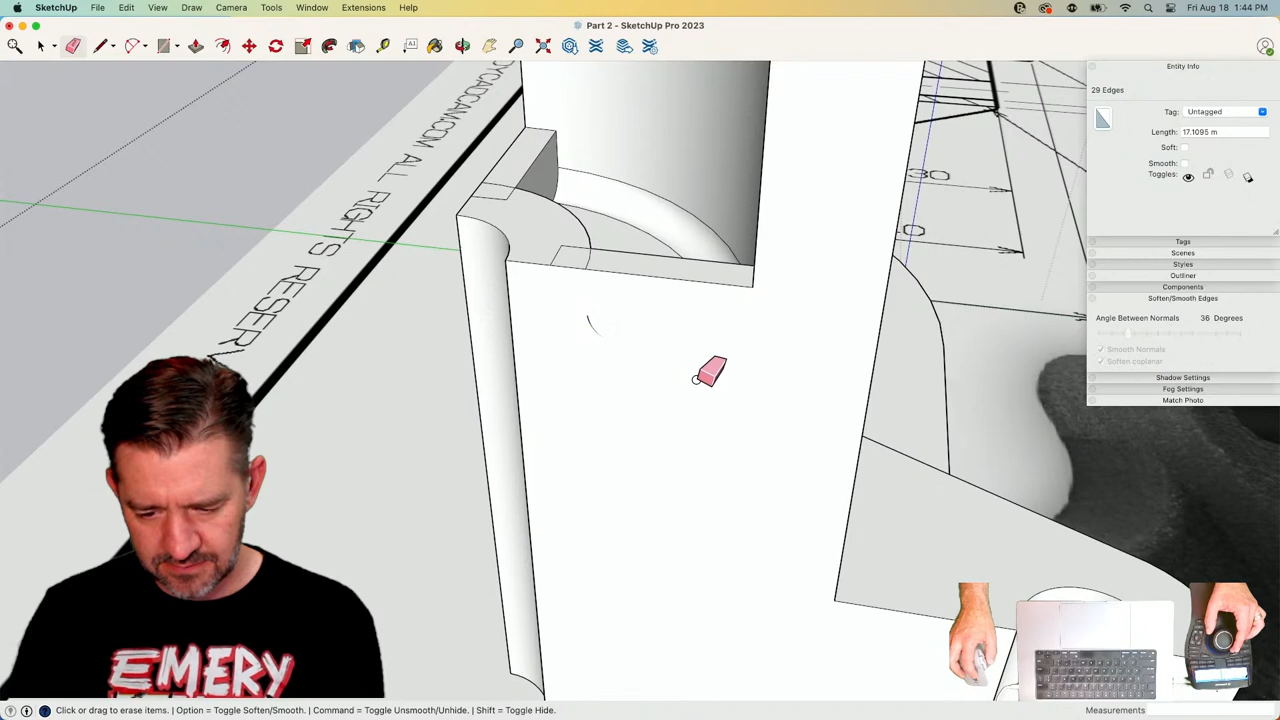 SketchUp File Edit View Draw Camera Tools Window Extensions Help Fri Aug 18 1:44 PM
Part 2 - SketchUp Pro 2023
Entity Info
29 Edges
Tag: Untagged
Length: 17.1095 m
Soft:
Smooth:
Toggles:
Tags
Scenes
Styles
Outliner
Components
Soften/Smooth Edges
Angle Between Normals 36 Degrees
Smooth Normals
Soften coplanar
Shadow Settings
Fog Settings
Match Photo
YCADCAM.COM ALL RIGHTS RESERV
EMERY
Click or drag to erase items. | Option = Toggle Soften/Smooth. | Command = Toggle Unsmooth/Unhide. | Shift = Toggle Hide.
Measurements